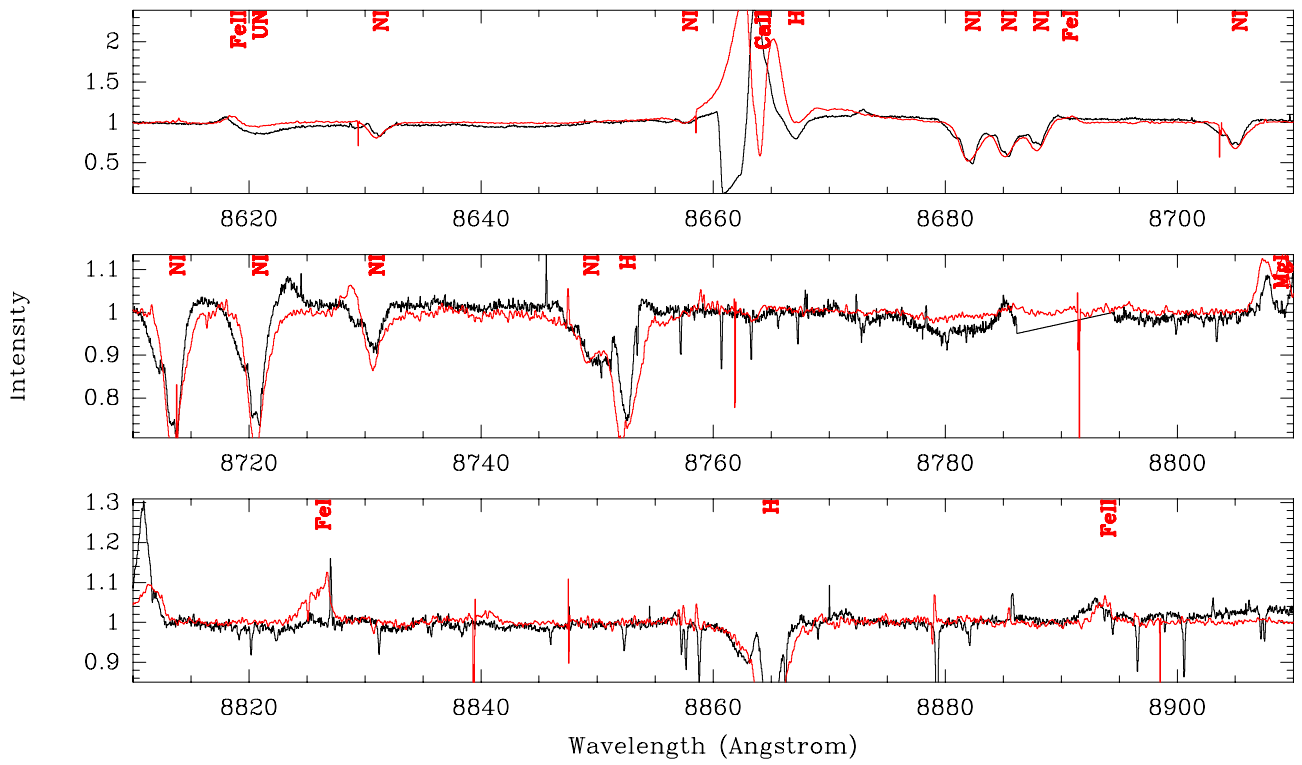 FeII UN NI NI CaII H NI NI NI FeI NI
2
1.5
1
0.5
8620 8640 8660 8680 8700
NI NI NI NI H MgI
1.1
1
0.9
0.8
8720 8740 8760 8780 8800
FeI H FeII
1.3
1.2
1.1
1
0.9
8820 8840 8860 8880 8900
Intensity
Wavelength (Angstrom)